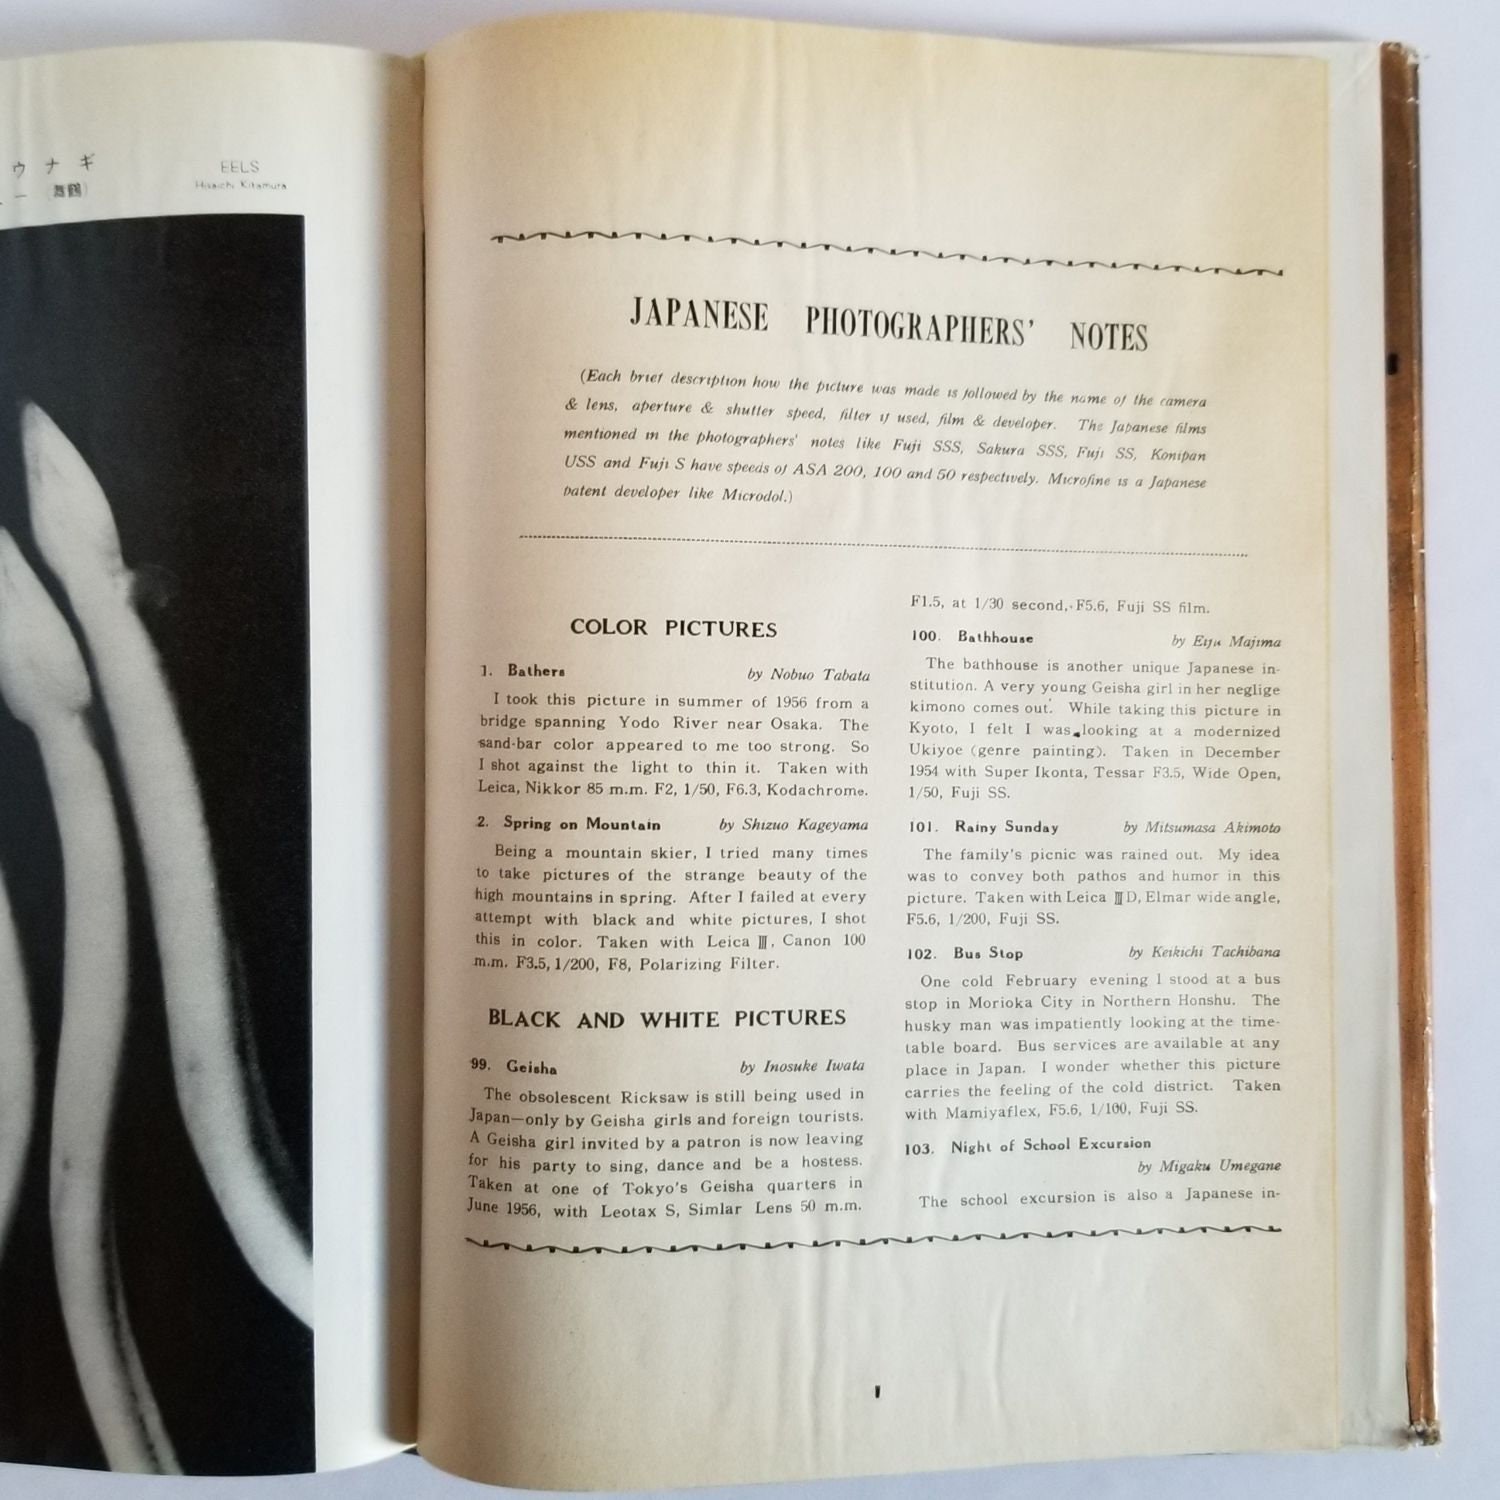 ウナギ
ー (舞鶴)
EELS
Hisaichi Kitamura
JAPANESE PHOTOGRAPHERS' NOTES
(Each brief description how the picture was made is followed by the name of the camera
& lens, aperture & shutter speed, filter if used, film & developer. The Japanese films
mentioned in the photographers' notes like Fuji SSS, Sakura SSS, Fuji SS, Konipan
USS and Fuji S have speeds of ASA 200, 100 and 50 respectively. Microfine is a Japanese
patent developer like Microdol.)
COLOR PICTURES
1. Bathers by Nobuo Tabata
I took this picture in summer of 1956 from a
bridge spanning Yodo River near Osaka. The
sand-bar color appeared to me too strong. So
I shot against the light to thin it. Taken with
Leica, Nikkor 85 m.m. F2, 1/50, F6.3, Kodachrome.
2. Spring on Mountain by Shizuo Kageyama
Being a mountain skier, I tried many times
to take pictures of the strange beauty of the
high mountains in spring. After I failed at every
attempt with black and white pictures, I shot
this in color. Taken with Leica Ⅲ, Canon 100
m.m. F3.5, 1/200, F8, Polarizing Filter.
BLACK AND WHITE PICTURES
99. Geisha by Inosuke Iwata
The obsolescent Ricksaw is still being used in
Japan—only by Geisha girls and foreign tourists.
A Geisha girl invited by a patron is now leaving
for his party to sing, dance and be a hostess.
Taken at one of Tokyo's Geisha quarters in
June 1956, with Leotax S, Simlar Lens 50 m.m.
F1.5, at 1/30 second, F5.6, Fuji SS film.
100. Bathhouse by Eiju Majima
The bathhouse is another unique Japanese in-
stitution. A very young Geisha girl in her neglige
kimono comes out. While taking this picture in
Kyoto, I felt I was looking at a modernized
Ukiyoe (genre painting). Taken in December
1954 with Super Ikonta, Tessar F3.5, Wide Open,
1/50, Fuji SS.
101. Rainy Sunday by Mitsumasa Akimoto
The family's picnic was rained out. My idea
was to convey both pathos and humor in this
picture. Taken with Leica ⅢD, Elmar wide angle,
F5.6, 1/200, Fuji SS.
102. Bus Stop by Keikichi Tachibana
One cold February evening I stood at a bus
stop in Morioka City in Northern Honshu. The
husky man was impatiently looking at the time-
table board. Bus services are available at any
place in Japan. I wonder whether this picture
carries the feeling of the cold district. Taken
with Mamiyaflex, F5.6, 1/100, Fuji SS.
103. Night of School Excursion
by Migaku Umegane
The school excursion is also a Japanese in-